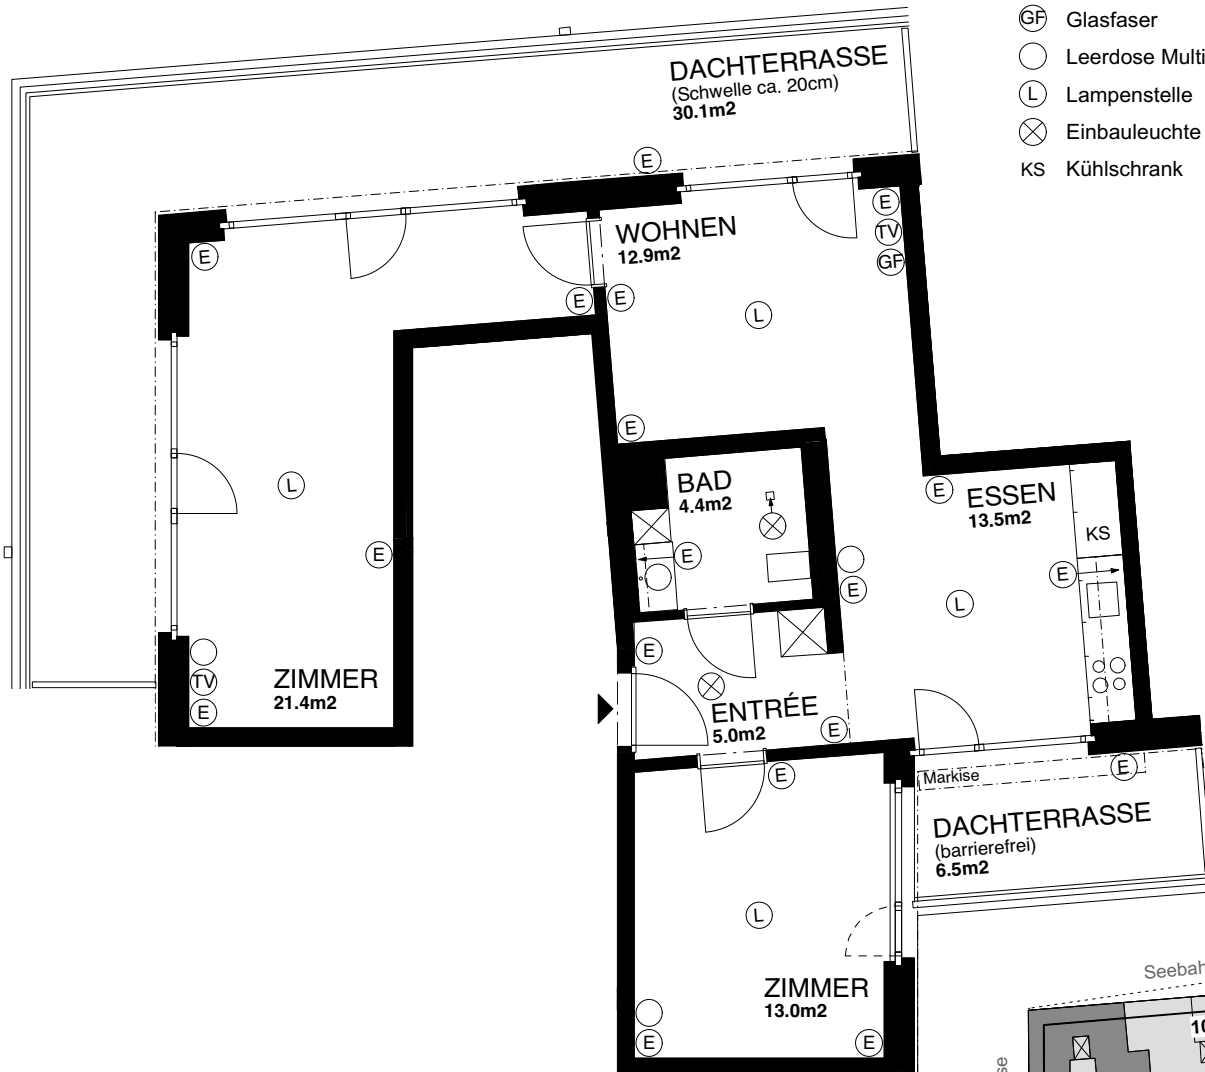 GF Glasfaser
Leerdose Multi
L Lampenstelle
Einbauleuchte
KS Kühlschrank
DACHTERRASSE
(Schwelle ca. 20cm)
30.1m2
E
E
WOHNEN
12.9m2
E
TV
GF
E
E
L
E
BAD
4.4m2
E
L
E
ESSEN
13.5m2
KS
E
E
E
L
E
TV
E
ZIMMER
21.4m2
E
ENTRÉE
5.0m2
E
E
Markise
E
DACHTERRASSE
(barrierefrei)
6.5m2
L
ZIMMER
13.0m2
E
E
Seebah
10
se